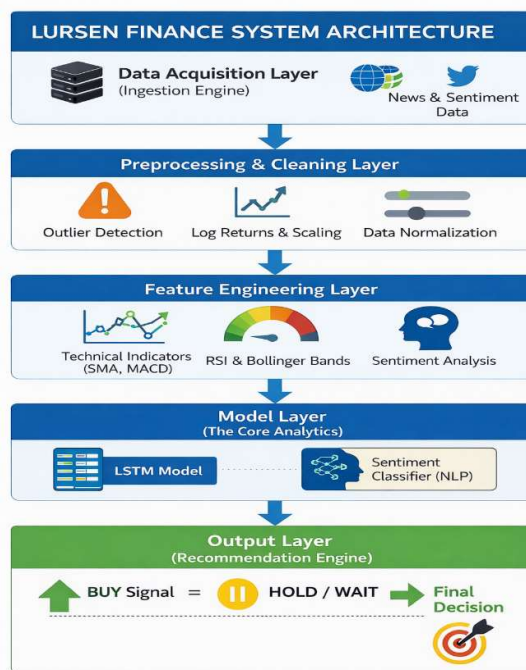 LURSEN FINANCE SYSTEM ARCHITECTURE
Data Acquisition Layer
(Ingestion Engine)
News & Sentiment
Data
Preprocessing & Cleaning Layer
Outlier Detection
Log Returns & Scaling
Data Normalization
Feature Engineering Layer
Technical Indicators
(SMA, MACD)
RSI & Bollinger Bands
Sentiment Analysis
Model Layer
(The Core Analytics)
LSTM Model
Sentiment
Classifier (NLP)
Output Layer
(Recommendation Engine)
BUY Signal = HOLD / WAIT
Final
Decision